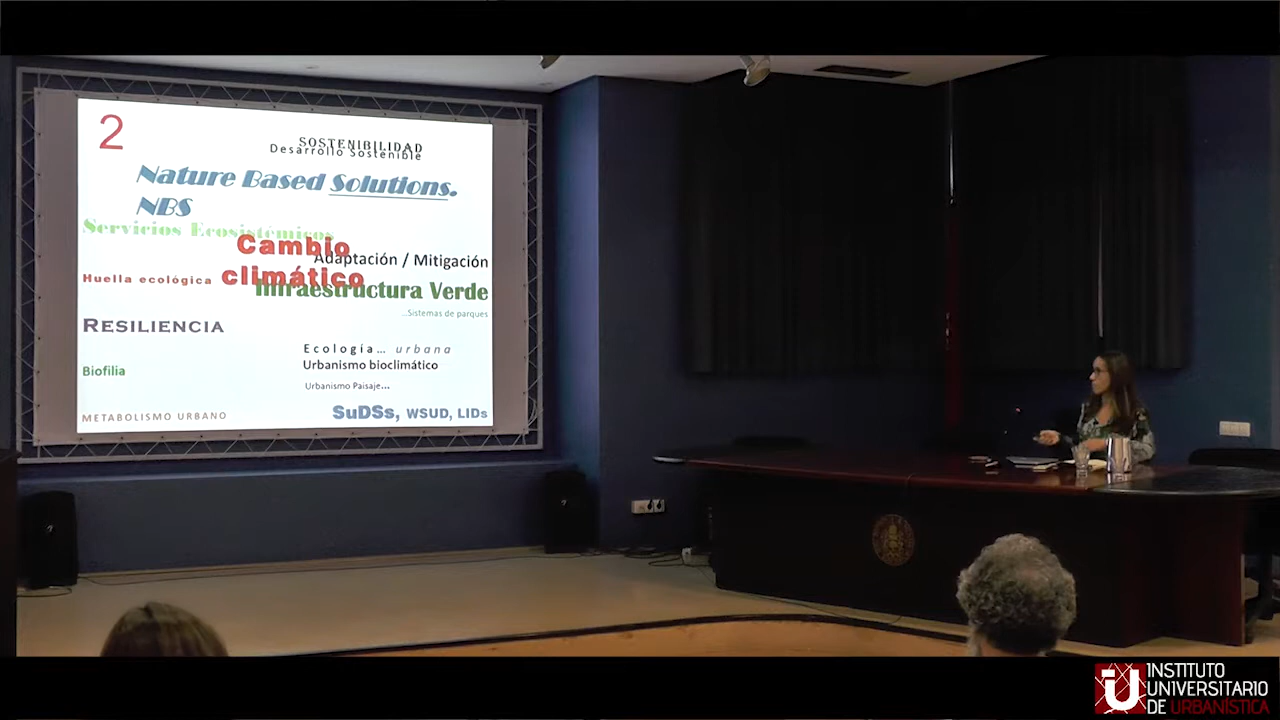 2
SOSTENIBILIDAD
Desarrollo Sostenible
Nature Based Solutions.
NBS
Servicios Ecosistémicos
Cambio
climático
Adaptación / Mitigación
Huella ecológica
Infraestructura Verde
...Sistemas de parques
RESILIENCIA
Ecología... urbana
Urbanismo bioclimático
Biofilia
Urbanismo Paisaje...
METABOLISMO URBANO
SuDSs, WSUD, LIDs
IU
INSTITUTO
UNIVERSITARIO
DE URBANÍSTICA